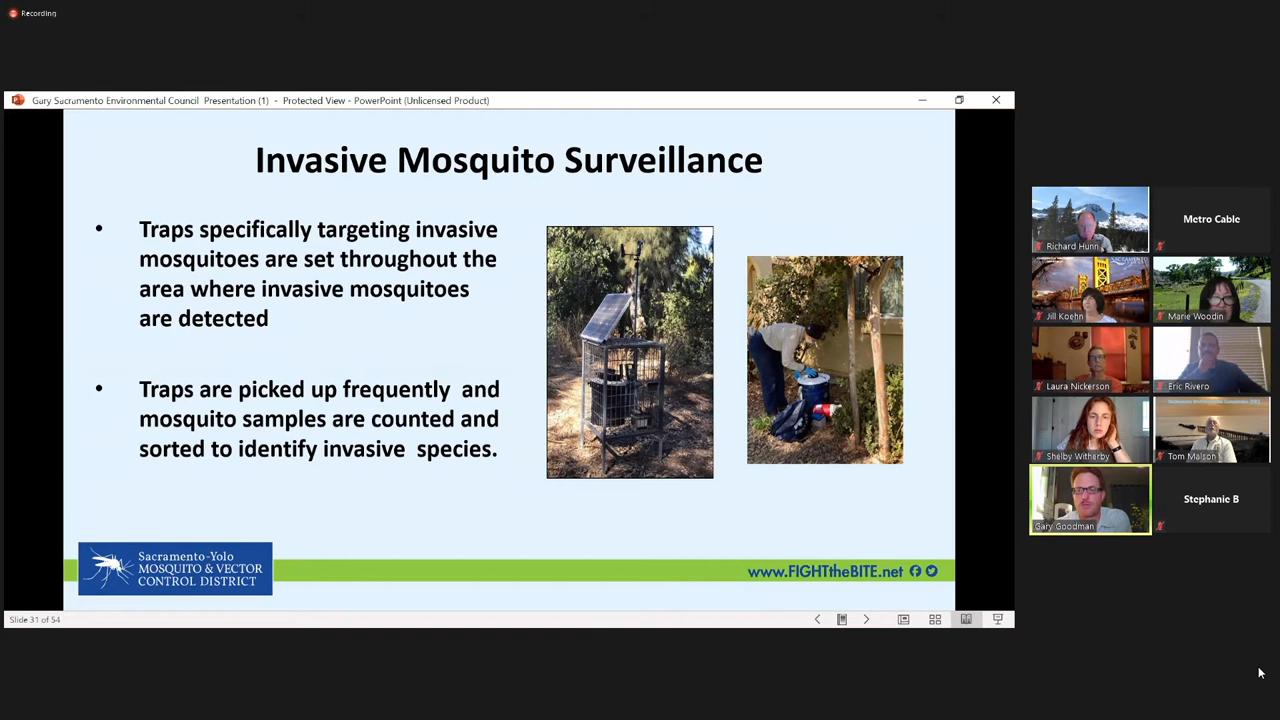 Recording
Gary Sacramento Environmental Council Presentation (1) - Protected View - PowerPoint (Unlicensed Product)
Invasive Mosquito Surveillance
• Traps specifically targeting invasive
mosquitoes are set throughout the
area where invasive mosquitoes
are detected
• Traps are picked up frequently and
mosquito samples are counted and
sorted to identify invasive species.
Sacramento-Yolo
MOSQUITO & VECTOR
CONTROL DISTRICT
www.FIGHTtheBITE.net
Slide 31 of 54
Richard Hunn
Metro Cable
Jill Koehn
Marie Woodin
Laura Nickerson
Eric Rivero
Shelby Witherby
Tom Malson
Gary Goodman
Stephanie B